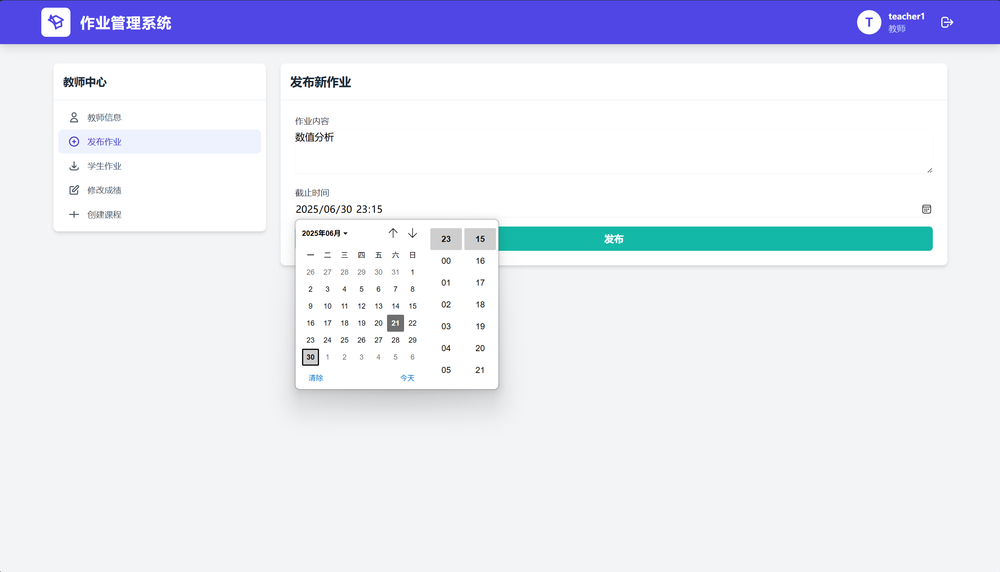 作业管理系统
T
teacher1
教师
教师中心
教师信息
发布作业
学生作业
修改成绩
创建课程
发布新作业
作业内容
数值分析
截止时间
2025/06/30 23:15
发布
2025年06月
一 二 三 四 五 六 日
26 27 28 29 30 31 1
2 3 4 5 6 7 8
9 10 11 12 13 14 15
16 17 18 19 20 21 22
23 24 25 26 27 28 29
30 1 2 3 4 5 6
清除 今天
23 15
00 16
01 17
02 18
03 19
04 20
05 21